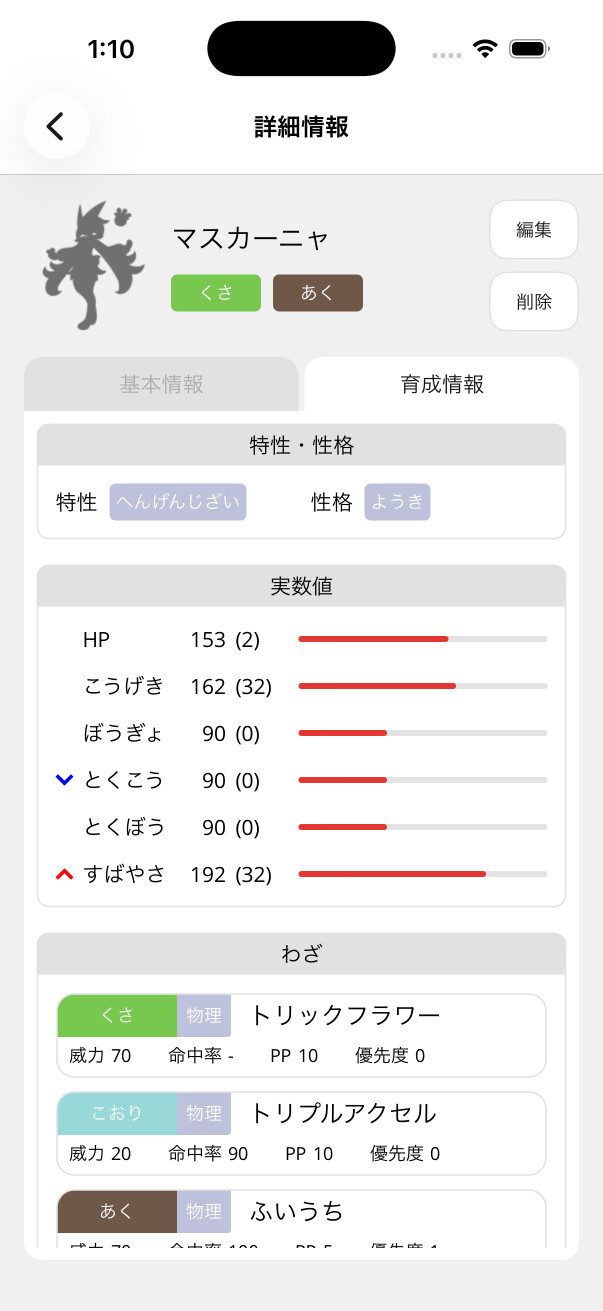 1:10
詳細情報
マスカーニャ
くさ あく
編集
削除
基本情報 育成情報
特性・性格
特性 へんげんじざい 性格 ようき
実数値
HP 153 (2)
こうげき 162 (32)
ぼうぎょ 90 (0)
とくこう 90 (0)
とくぼう 90 (0)
すばやさ 192 (32)
わざ
くさ 物理 トリックフラワー
威力 70 命中率 - PP 10 優先度 0
こおり 物理 トリプルアクセル
威力 20 命中率 90 PP 10 優先度 0
あく 物理 ふいうち